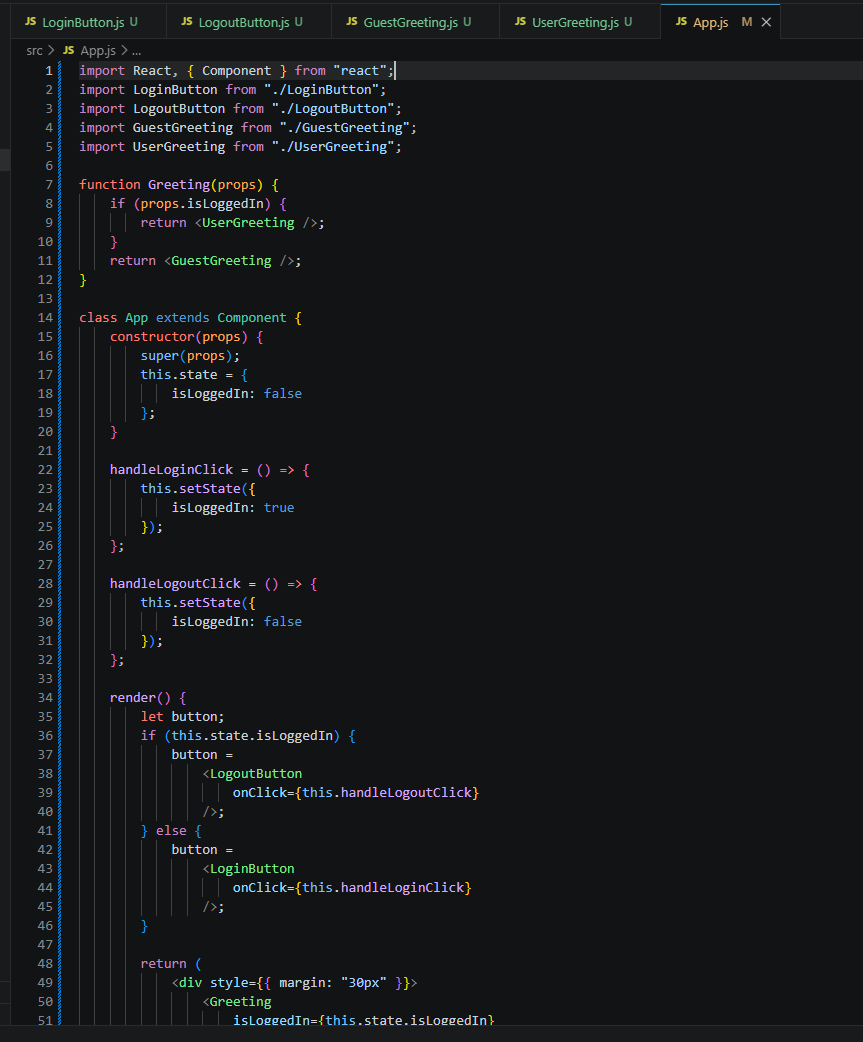 JS LoginButton.js U JS LogoutButton.js U JS GuestGreeting.js U JS UserGreeting.js U JS App.js M ×
src > JS App.js > ...
1 import React, { Component } from "react";
2 import LoginButton from "./LoginButton";
3 import LogoutButton from "./LogoutButton";
4 import GuestGreeting from "./GuestGreeting";
5 import UserGreeting from "./UserGreeting";
6
7 function Greeting(props) {
8     if (props.isLoggedIn) {
9         return <UserGreeting />;
10     }
11     return <GuestGreeting />;
12 }
13
14 class App extends Component {
15     constructor(props) {
16         super(props);
17         this.state = {
18             isLoggedIn: false
19         };
20     }
21
22     handleLoginClick = () => {
23         this.setState({
24             isLoggedIn: true
25         });
26     };
27
28     handleLogoutClick = () => {
29         this.setState({
30             isLoggedIn: false
31         });
32     };
33
34     render() {
35         let button;
36         if (this.state.isLoggedIn) {
37             button =
38                 <LogoutButton
39                     onClick={this.handleLogoutClick}
40                 />;
41         } else {
42             button =
43                 <LoginButton
44                     onClick={this.handleLoginClick}
45                 />;
46         }
47
48         return (
49             <div style={{ margin: "30px" }}>
50                 <Greeting
51                     isLoggedIn={this.state.isLoggedIn}